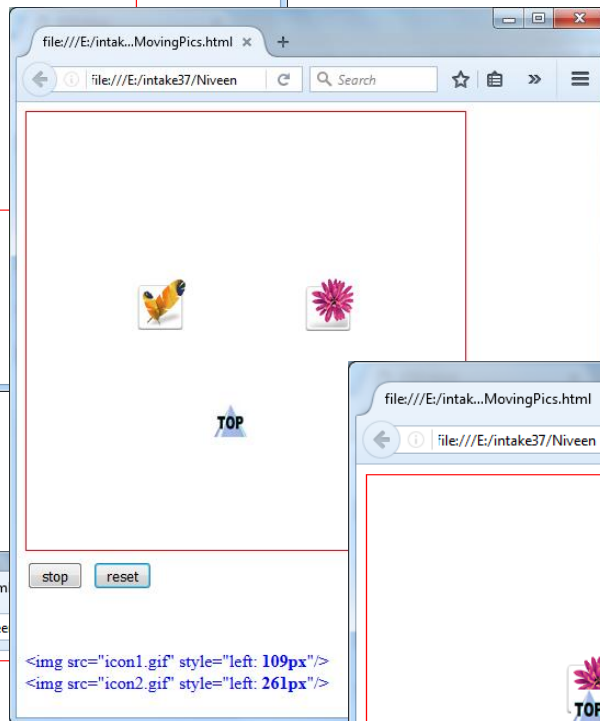 file:///E:/intak...MovingPics.html
file:///E:/intake37/Niveen
Search
TOP
stop
reset
<img src="icon1.gif" style="left: 109px"/>
<img src="icon2.gif" style="left: 261px"/>
file:///E:/intak...MovingPics.html
file:///E:/intake37/Niveen
TOP